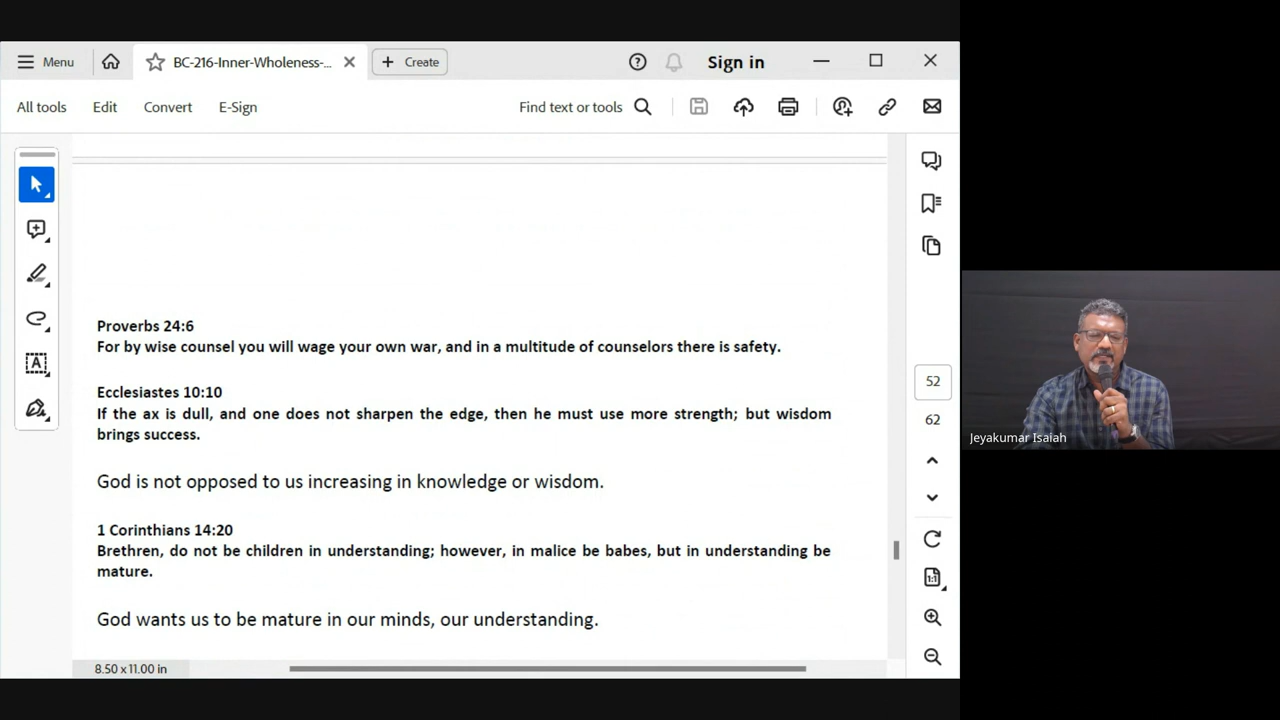 Menu
BC-216-Inner-Wholeness-...
Create
Sign in
All tools
Edit
Convert
E-Sign
Find text or tools
Proverbs 24:6
For by wise counsel you will wage your own war, and in a multitude of counselors there is safety.
Ecclesiastes 10:10
If the ax is dull, and one does not sharpen the edge, then he must use more strength; but wisdom
brings success.
God is not opposed to us increasing in knowledge or wisdom.
1 Corinthians 14:20
Brethren, do not be children in understanding; however, in malice be babes, but in understanding be
mature.
God wants us to be mature in our minds, our understanding.
8.50 x 11.00 in
52
62
1:1
Jeyakumar Isaiah